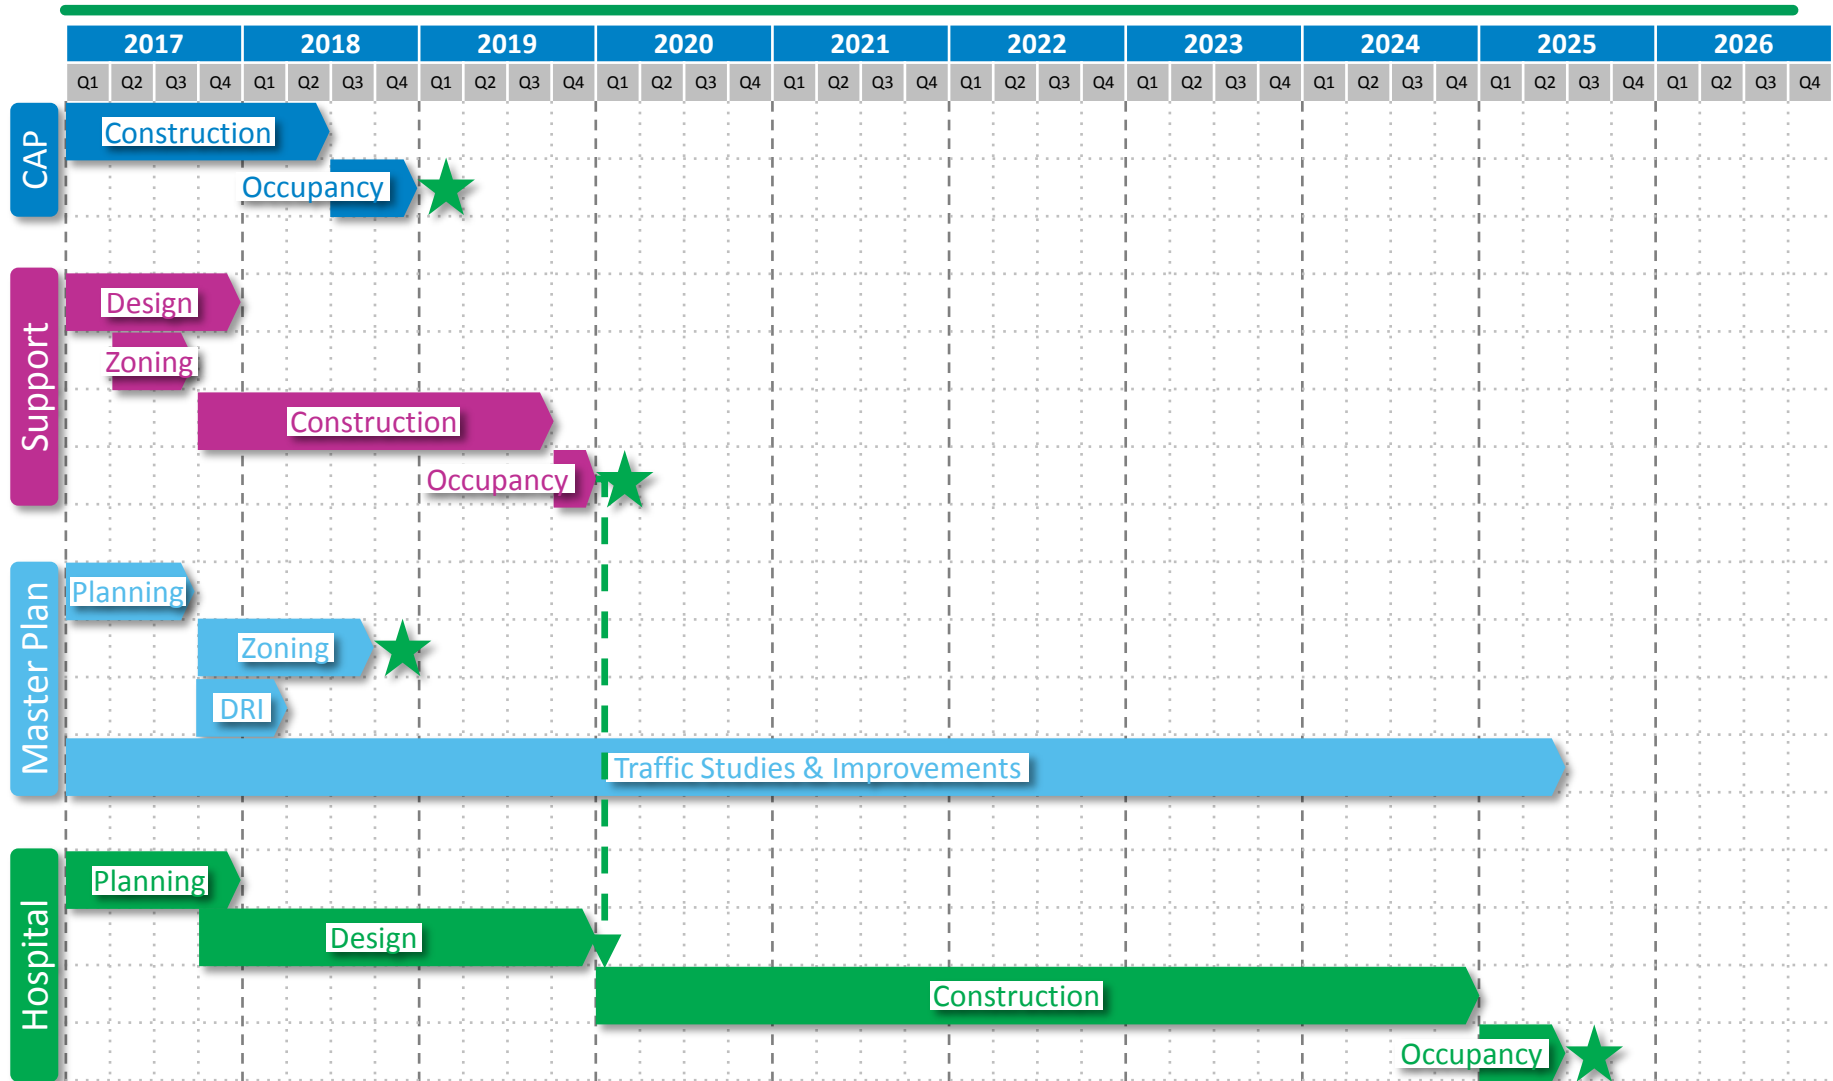 2017 2018 2019 2020 2021 2022 2023 2024 2025 2026
Q1 Q2 Q3 Q4 Q1 Q2 Q3 Q4 Q1 Q2 Q3 Q4 Q1 Q2 Q3 Q4 Q1 Q2 Q3 Q4 Q1 Q2 Q3 Q4 Q1 Q2 Q3 Q4 Q1 Q2 Q3 Q4 Q1 Q2 Q3 Q4 Q1 Q2 Q3 Q4
CAP
Construction
Occupancy
Support
Design
Zoning
Construction
Occupancy
Master Plan
Planning
Zoning
DRI
Traffic Studies & Improvements
Hospital
Planning
Design
Construction
Occupancy